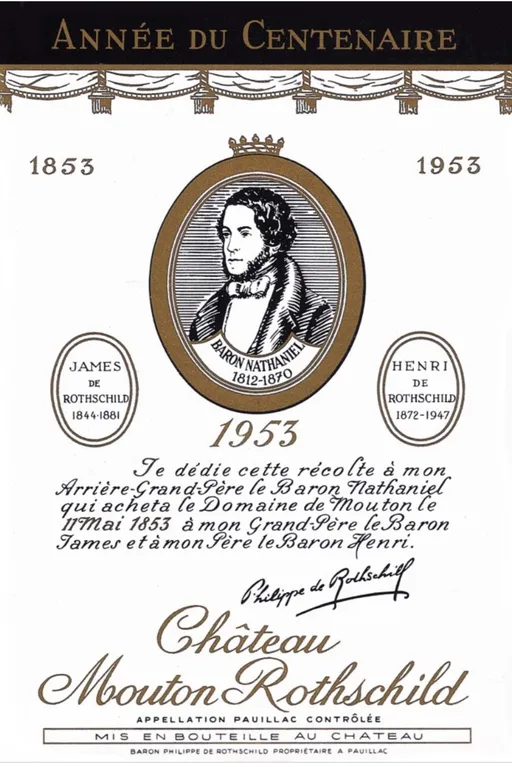 ANNÉE DU CENTENAIRE
1853
1953
BARON NATHANIEL
1812-1870
JAMES
DE
ROTHSCHILD
1844-1881
HENRI
DE
ROTHSCHILD
1872-1947
1953
Je dédie cette récolte à mon
Arrière-Grand-Père le Baron Nathaniel
qui acheta le Domaine de Mouton le
11 Mai 1853 à mon Grand-Père le Baron
James et à mon Père le Baron Henri.
Philippe de Rothschild
Château
Mouton Rothschild
APPELLATION PAUILLAC CONTRÔLÉE
MIS EN BOUTEILLE AU CHATEAU
BARON PHILIPPE DE ROTHSCHILD PROPRIÉTAIRE A PAUILLAC